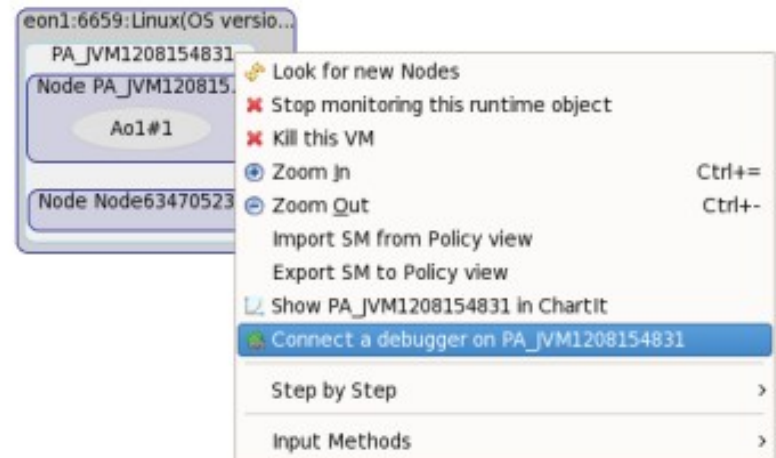 eon1:6659:Linux(OS versio...
PA_JVM1208154831
Node PA_JVM120815.
Ao1#1
Node Node63470523
Look for new Nodes
Stop monitoring this runtime object
Kill this VM
Zoom In Ctrl+=
Zoom Out Ctrl+-
Import SM from Policy view
Export SM to Policy view
Show PA_JVM1208154831 in ChartIt
Connect a debugger on PA_JVM1208154831
Step by Step >
Input Methods >